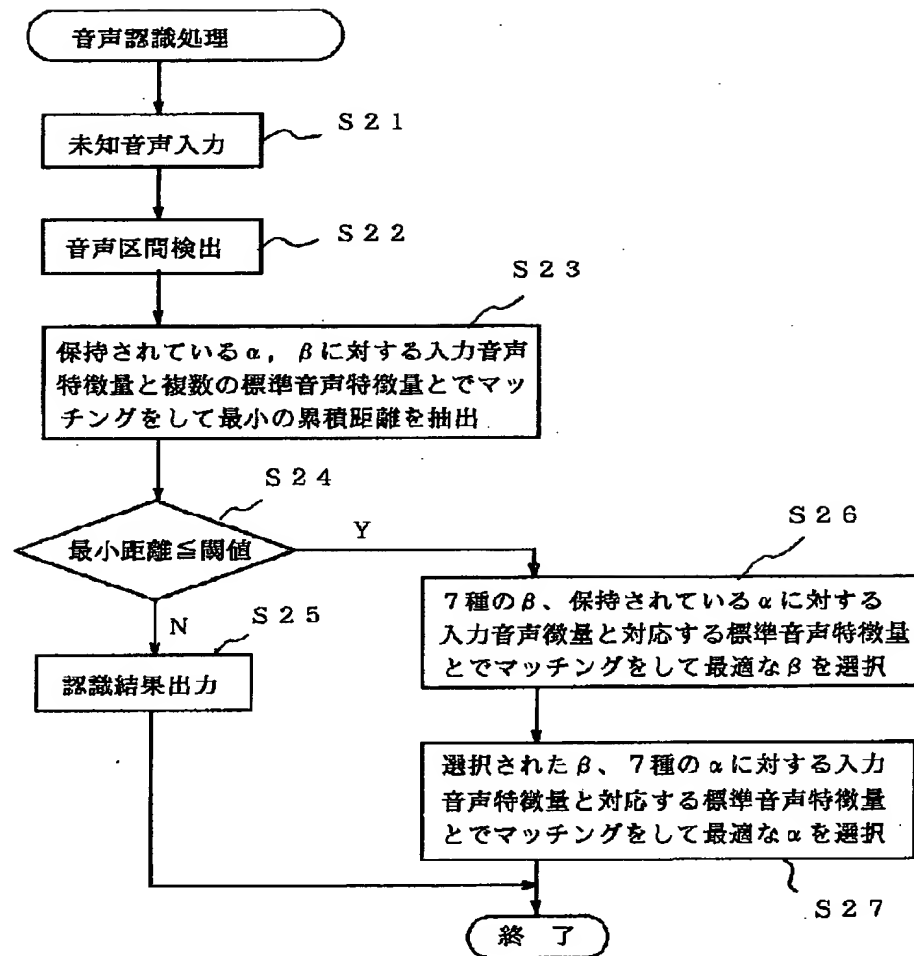 音声認識処理
S21
未知音声入力
S22
音声区間検出
S23
保持されているα，βに対する入力音声
特徴量と複数の標準音声特徴量とでマッ
チングをして最小の累積距離を抽出
S24
最小距離≦閾値
Y
N
S25
認識結果出力
S26
7種のβ、保持されているαに対する
入力音声徴量と対応する標準音声特徴量
とでマッチングをして最適なβを選択
選択されたβ、7種のαに対する入力
音声特徴量と対応する標準音声特徴量
とでマッチングをして最適なαを選択
S27
終 了